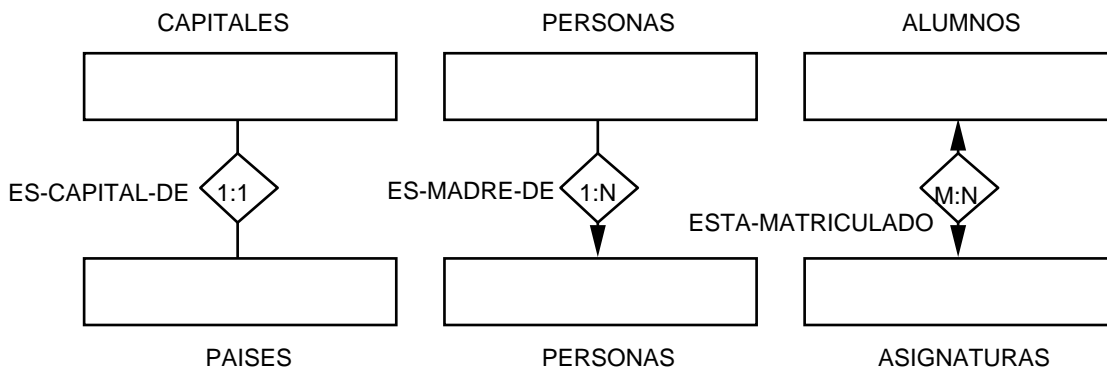 CAPITALES
PERSONAS
ALUMNOS
ES-CAPITAL-DE
1:1
ES-MADRE-DE
1:N
ESTA-MATRICULADO
M:N
PAISES
PERSONAS
ASIGNATURAS